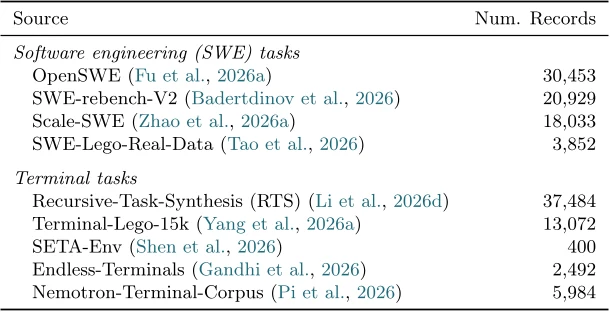 Source Num. Records
Software engineering (SWE) tasks
OpenSWE (Fu et al., 2026a) 30,453
SWE-rebench-V2 (Badertdinov et al., 2026) 20,929
Scale-SWE (Zhao et al., 2026a) 18,033
SWE-Lego-Real-Data (Tao et al., 2026) 3,852
Terminal tasks
Recursive-Task-Synthesis (RTS) (Li et al., 2026d) 37,484
Terminal-Lego-15k (Yang et al., 2026a) 13,072
SETA-Env (Shen et al., 2026) 400
Endless-Terminals (Gandhi et al., 2026) 2,492
Nemotron-Terminal-Corpus (Pi et al., 2026) 5,984